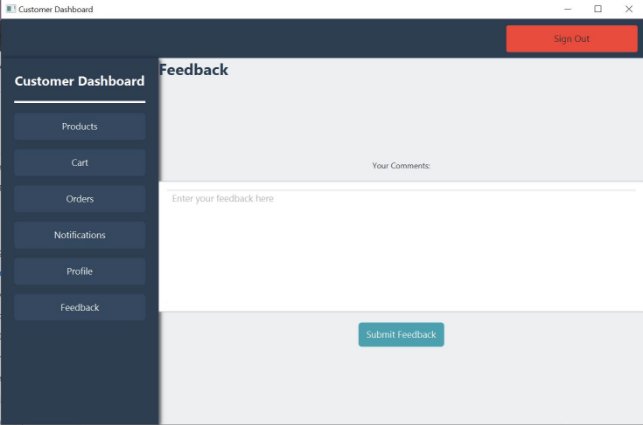 Customer Dashboard
Sign Out
Customer Dashboard
Products
Cart
Orders
Notifications
Profile
Feedback
Feedback
Your Comments:
Enter your feedback here
Submit Feedback